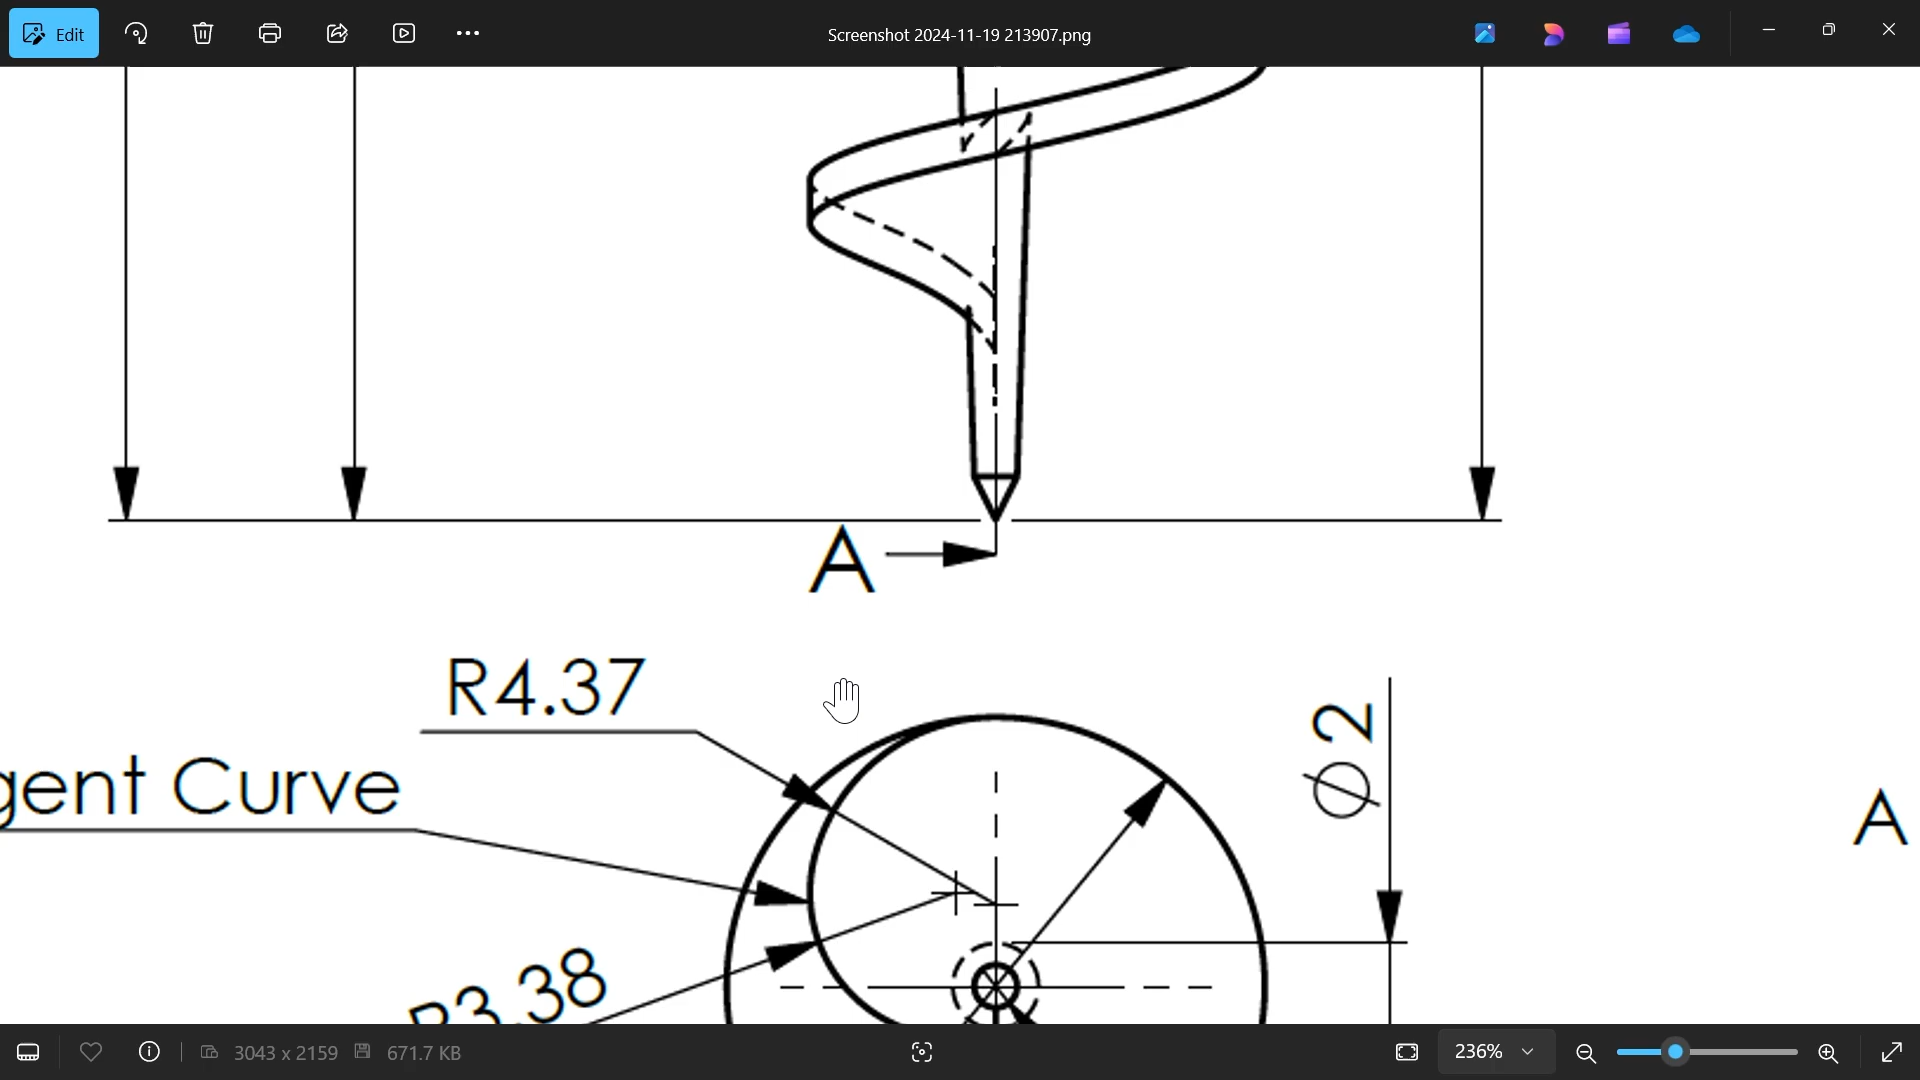 Edit
Screenshot 2024-11-19 213907.png
A
R4.37
gent Curve
R3.38
∅2
A
3043 x 2159
671.7 KB
236%